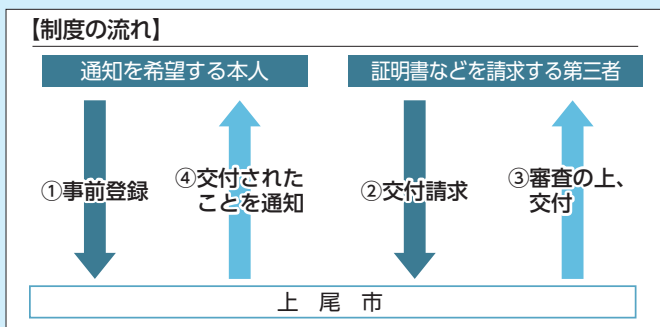 【制度の流れ】
通知を希望する本人
証明書などを請求する第三者
①事前登録
④交付された
ことを通知
②交付請求
③審査の上、
交付
上尾市